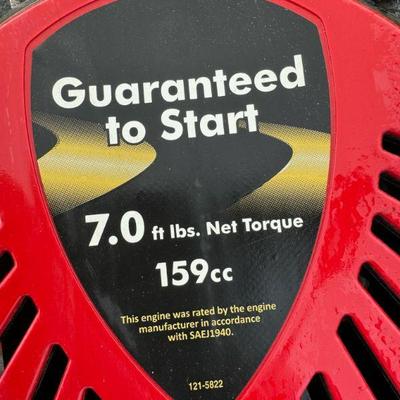 Guaranteed
to Start
7.0 ft lbs. Net Torque
159cc
This engine was rated by the engine
manufacturer in accordance
with SAEJ1940.
121-5822